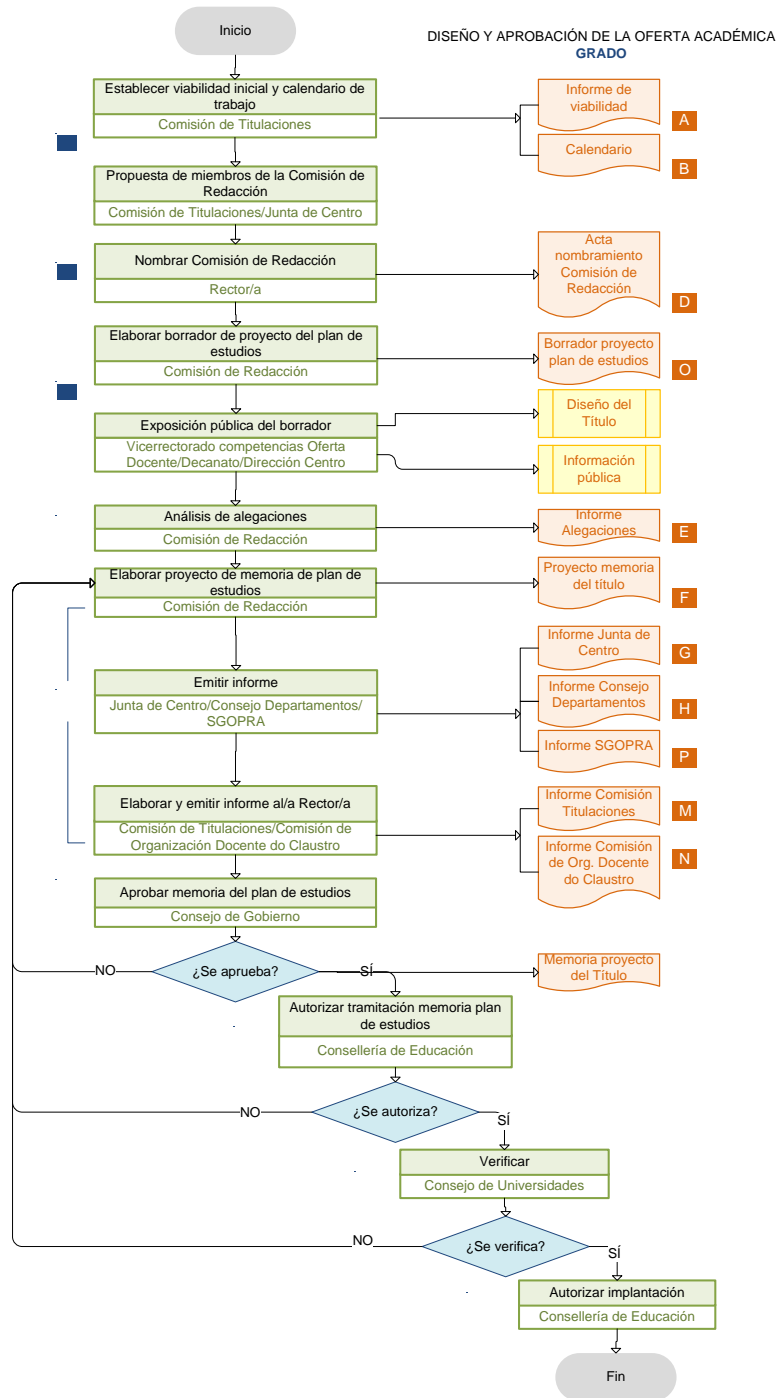 Inicio
DISEÑO Y APROBACIÓN DE LA OFERTA ACADÉMICA
GRADO
Establecer viabilidad inicial y calendario de
trabajo
Comisión de Titulaciones
Informe de
viabilidad
A
Calendario
B
Propuesta de miembros de la Comisión de
Redacción
Comisión de Titulaciones/Junta de Centro
Nombrar Comisión de Redacción
Rector/a
Acta
nombramiento
Comisión de
Redacción
D
Elaborar borrador de proyecto del plan de
estudios
Comisión de Redacción
Borrador proyecto
plan de estudios
O
Exposición pública del borrador
Vicerrectorado competencias Oferta
Docente/Decanato/Dirección Centro
Diseño del
Título
Información
pública
Análisis de alegaciones
Comisión de Redacción
Informe
Alegaciones
E
Elaborar proyecto de memoria de plan de
estudios
Comisión de Redacción
Proyecto memoria
del título
F
Emitir informe
Junta de Centro/Consejo Departamentos/
SGOPRA
Informe Junta de
Centro
G
Informe Consejo
Departamentos
H
Informe SGOPRA
P
Elaborar y emitir informe al/a Rector/a
Comisión de Titulaciones/Comisión de
Organización Docente do Claustro
Informe Comisión
Titulaciones
M
Informe Comisión
de Org. Docente
do Claustro
N
Aprobar memoria del plan de estudios
Consejo de Gobierno
NO
¿Se aprueba?
SÍ
Memoria proyecto
del Título
Autorizar tramitación memoria plan
de estudios
Consellería de Educación
NO
¿Se autoriza?
SÍ
Verificar
Consejo de Universidades
NO
¿Se verifica?
SÍ
Autorizar implantación
Consellería de Educación
Fin